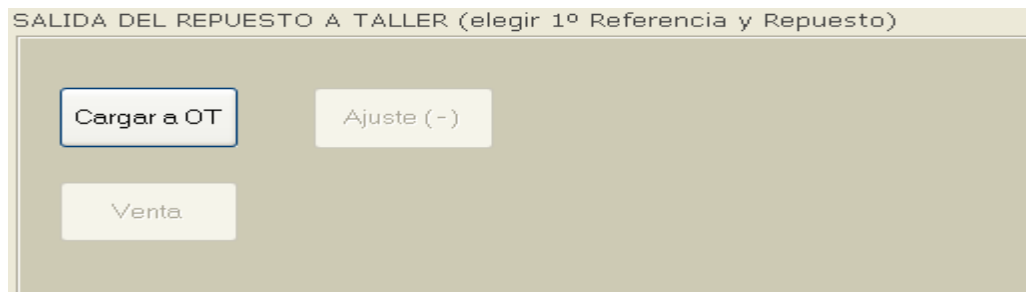 SALIDA DEL REPUESTO A TALLER (elegir 1º Referencia y Repuesto)
Cargar a OT
Ajuste (-)
Venta